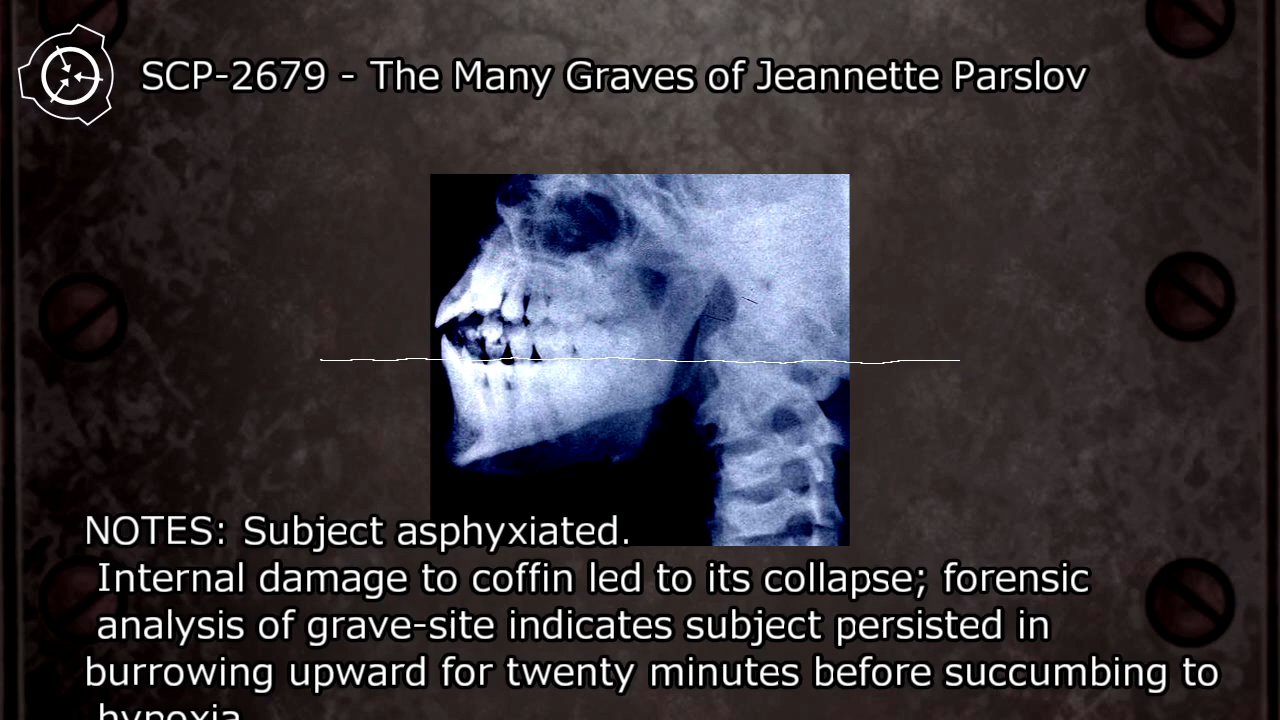 SCP-2679 - The Many Graves of Jeannette Parslov
NOTES: Subject asphyxiated.
Internal damage to coffin led to its collapse; forensic
analysis of grave-site indicates subject persisted in
burrowing upward for twenty minutes before succumbing to
hypoxia